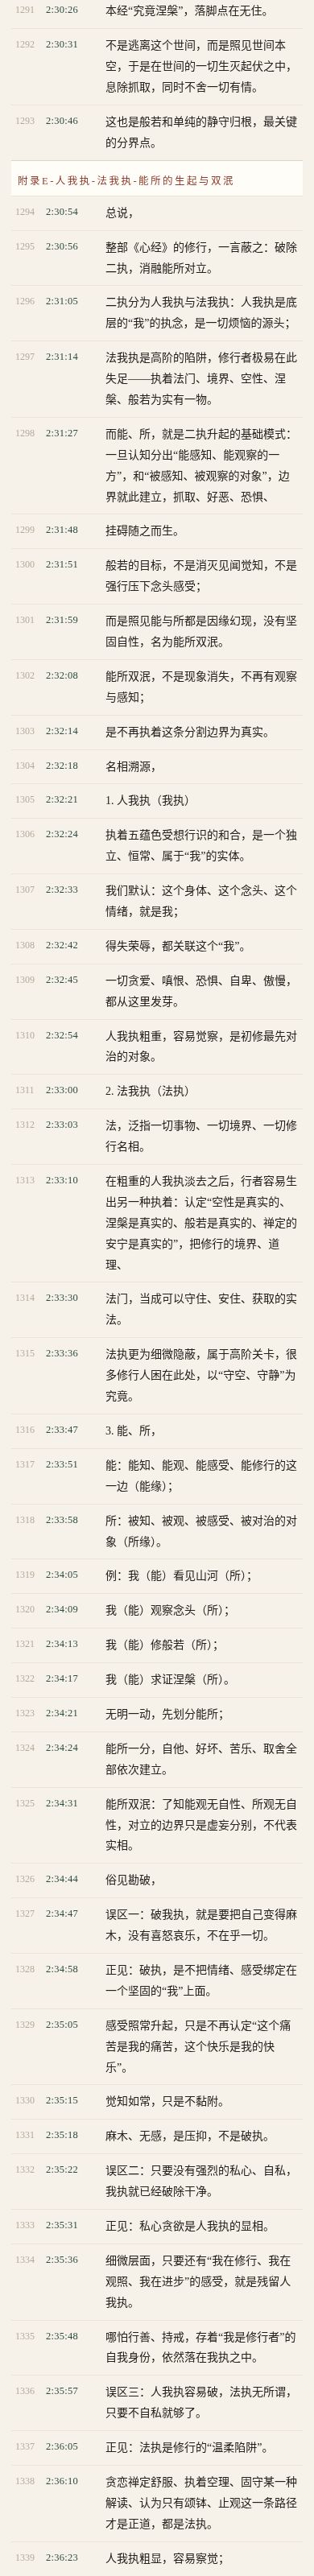 1291 2:30:26 本经“究竟涅槃”，落脚点在无住。
1292 2:30:31 不是逃离这个世间，而是照见世间本
空，于是在世间的一切生灭起伏之中，
息除抓取，同时不舍一切有情。
1293 2:30:46 这也是般若和单纯的静守归根，最关键
的分界点。
附录E-人我执-法我执-能所的生起与双泯
1294 2:30:54 总说，
1295 2:30:56 整部《心经》的修行，一言蔽之：破除
二执，消融能所对立。
1296 2:31:05 二执分为人我执与法我执：人我执是底
层的“我”的执念，是一切烦恼的源头；
1297 2:31:14 法我执是高阶的陷阱，修行者极易在此
失足——执着法门、境界、空性、涅
槃、般若为实有一物。
1298 2:31:27 而能、所，就是二执升起的基础模式：
一旦认知分出“能感知、能观察的一
方”，和“被感知、被观察的对象”，边
界就此建立，抓取、好恶、恐惧、
1299 2:31:48 挂碍随之而生。
1300 2:31:51 般若的目标，不是消灭见闻觉知，不是
强行压下念头感受；
1301 2:31:59 而是照见能与所都是因缘幻现，没有坚
固自性，名为能所双泯。
1302 2:32:08 能所双泯，不是现象消失，不再有观察
与感知；
1303 2:32:14 是不再执着这条分割边界为真实。
1304 2:32:18 名相溯源，
1305 2:32:21 1. 人我执（我执）
1306 2:32:24 执着五蕴色受想行识的和合，是一个独
立、恒常、属于“我”的实体。
1307 2:32:33 我们默认：这个身体、这个念头、这个
情绪，就是我；
1308 2:32:42 得失荣辱，都关联这个“我”。
1309 2:32:45 一切贪爱、嗔恨、恐惧、自卑、傲慢，
都从这里发芽。
1310 2:32:54 人我执粗重，容易觉察，是初修最先对
治的对象。
1311 2:33:00 2. 法我执（法执）
1312 2:33:03 法，泛指一切事物、一切境界、一切修
行名相。
1313 2:33:10 在粗重的人我执淡去之后，行者容易生
出另一种执着：认定“空性是真实的、
涅槃是真实的、般若是真实的、禅定的
安宁是真实的”，把修行的境界、道
理、
1314 2:33:30 法门，当成可以守住、安住、获取的实
法。
1315 2:33:36 法执更为细微隐蔽，属于高阶关卡，很
多修行人困在此处，以“守空、守静”为
究竟。
1316 2:33:47 3. 能、所，
1317 2:33:51 能：能知、能观、能感受、能修行的这
一边（能缘）；
1318 2:33:58 所：被知、被观、被感受、被对治的对
象（所缘）。
1319 2:34:05 例：我（能）看见山河（所）；
1320 2:34:09 我（能）观察念头（所）；
1321 2:34:13 我（能）修般若（所）；
1322 2:34:17 我（能）求证涅槃（所）。
1323 2:34:21 无明一动，先划分能所；
1324 2:34:24 能所一分，自他、好坏、苦乐、取舍全
部依次建立。
1325 2:34:31 能所双泯：了知能观无自性、所观无自
性，对立的边界只是虚妄分别，不代表
实相。
1326 2:34:44 俗见勘破，
1327 2:34:47 误区一：破我执，就是要把自己变得麻
木，没有喜怒哀乐，不在乎一切。
1328 2:34:58 正见：破执，是不把情绪、感受绑定在
一个坚固的“我”上面。
1329 2:35:05 感受照常升起，只是不再认定“这个痛
苦是我的痛苦，这个快乐是我的快
乐”。
1330 2:35:15 觉知如常，只是不黏附。
1331 2:35:18 麻木、无感，是压抑，不是破执。
1332 2:35:22 误区二：只要没有强烈的私心、自私，
我执就已经破除干净。
1333 2:35:31 正见：私心贪欲是人我执的显相。
1334 2:35:36 细微层面，只要还有“我在修行、我在
观照、我在进步”的感受，就是残留人
我执。
1335 2:35:48 哪怕行善、持戒，存着“我是修行者”的
自我身份，依然落在我执之中。
1336 2:35:57 误区三：人我执容易破，法执无所谓，
只要不自私就够了。
1337 2:36:05 正见：法执是修行的“温柔陷阱”。
1338 2:36:10 贪恋禅定舒服、执着空理、固守某一种
解读、认为只有颂钵、止观这一条路径
才是正道，都是法执。
1339 2:36:23 人我执粗显，容易察觉；